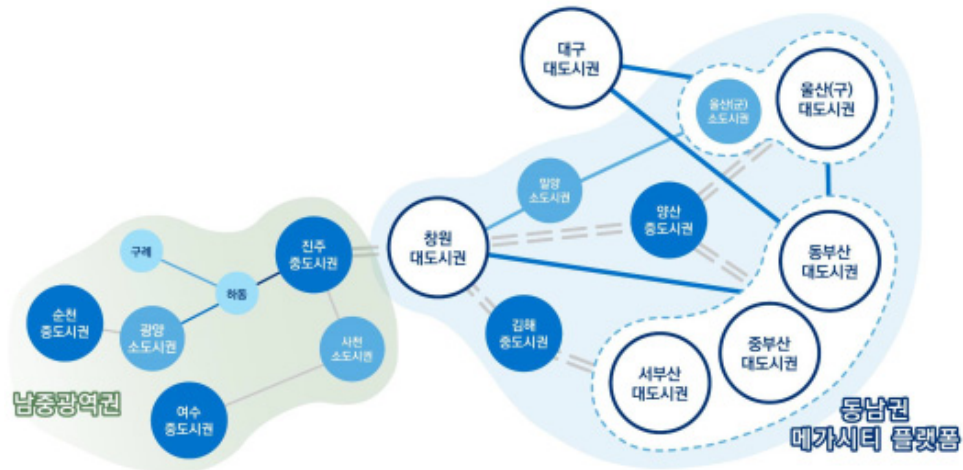 대구
대도시권
울산(군)
소도시권
울산(구)
대도시권
밀양
소도시권
양산
중도시권
창원
대도시권
동부산
대도시권
구례
진주
중도시권
하동
순천
중도시권
광양
소도시권
사천
소도시권
김해
중도시권
중부산
대도시권
서부산
대도시권
여수
중도시권
남중광역권
동남권
메가시티 플랫폼